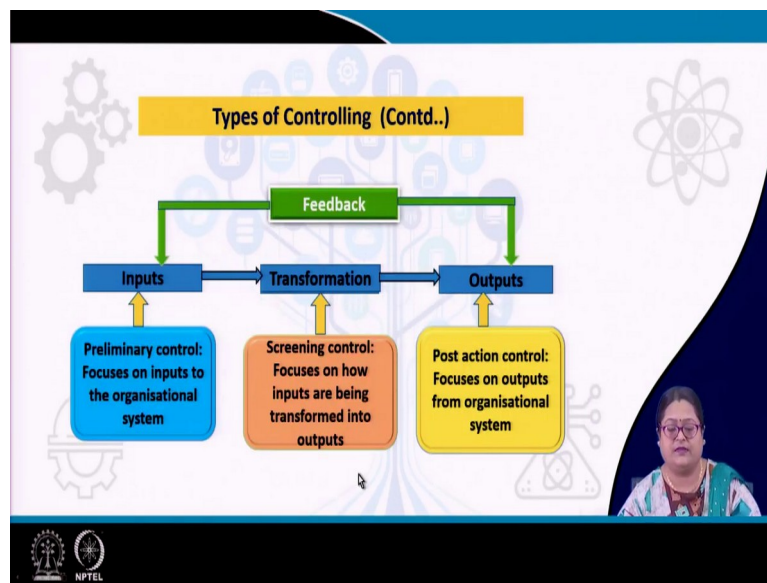 Types of Controlling (Contd..)
Feedback
Inputs
Transformation
Outputs
Preliminary control:
Focuses on inputs to
the organisational
system
Screening control:
Focuses on how
inputs are being
transformed into
outputs
Post action control:
Focuses on outputs
from organisational
system
NPTEL